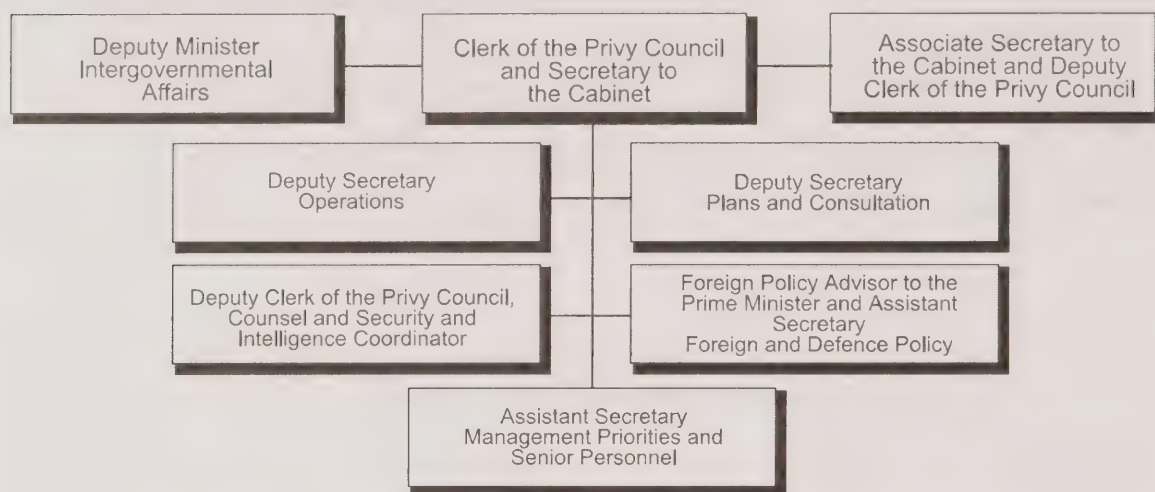 Deputy Minister
Intergovernmental
Affairs
Clerk of the Privy Council
and Secretary to
the Cabinet
Associate Secretary to
the Cabinet and Deputy
Clerk of the Privy Council
Deputy Secretary
Operations
Deputy Secretary
Plans and Consultation
Deputy Clerk of the Privy Council,
Counsel and Security and
Intelligence Coordinator
Foreign Policy Advisor to the
Prime Minister and Assistant
Secretary
Foreign and Defence Policy
Assistant Secretary
Management Priorities and
Senior Personnel